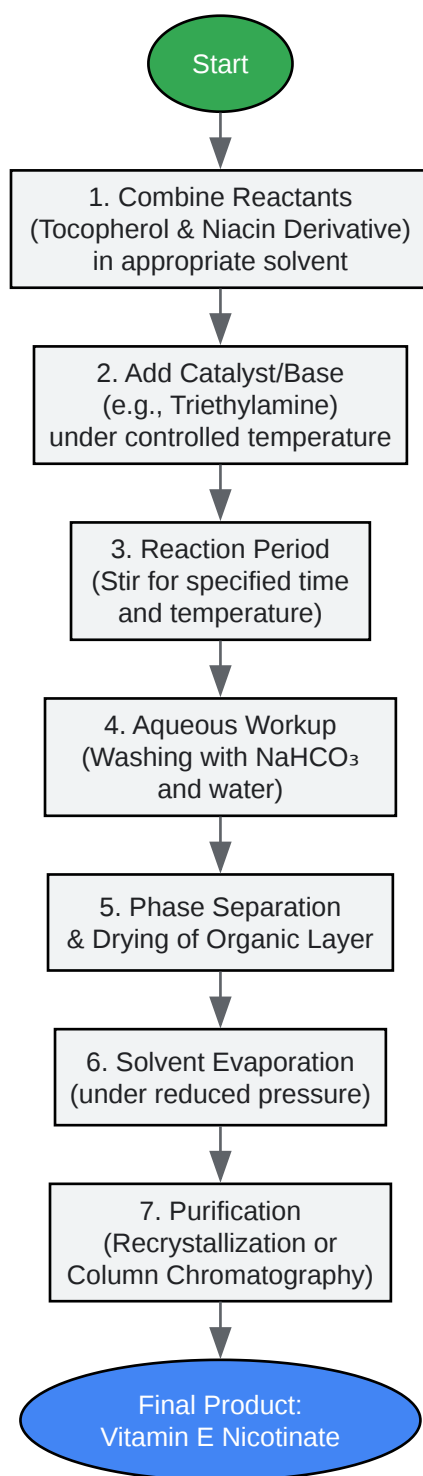 Start
1. Combine Reactants
(Tocopherol & Niacin Derivative)
in appropriate solvent
2. Add Catalyst/Base
(e.g., Triethylamine)
under controlled temperature
3. Reaction Period
(Stir for specified time
and temperature)
4. Aqueous Workup
(Washing with NaHCO₃
and water)
5. Phase Separation
& Drying of Organic Layer
6. Solvent Evaporation
(under reduced pressure)
7. Purification
(Recrystallization or
Column Chromatography)
Final Product:
Vitamin E Nicotinate